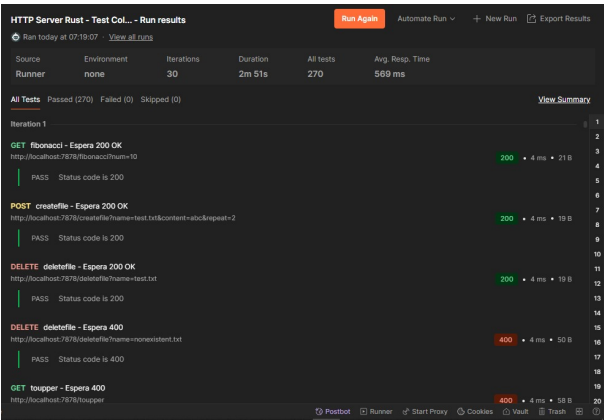 HTTP Server Rust - Test Col... - Run results
Run Again
Automate Run
+ New Run
Export Results
Ran today at 07:19:07 · View all runs
Source Environment Iterations Duration All tests Avg. Resp. Time
Runner none 30 2m 51s 270 569 ms
All Tests Passed (270) Failed (0) Skipped (0) View Summary
Iteration 1
GET fibonacci - Espera 200 OK
http://localhost:7878/fibonacci?num=10
200 • 4 ms • 21 B
PASS Status code is 200
POST createfile - Espera 200 OK
http://localhost:7878/createfile?name=test.txt&content=abc&repeat=2
200 • 4 ms • 19 B
PASS Status code is 200
DELETE deletefile - Espera 200 OK
http://localhost:7878/deletefile?name=test.txt
200 • 4 ms • 19 B
PASS Status code is 200
DELETE deletefile - Espera 400
http://localhost:7878/deletefile?name=nonexistent.txt
400 • 4 ms • 50 B
PASS Status code is 400
GET toupper - Espera 400
http://localhost:7878/toupper
400 • 4 ms • 58 B
1
2
3
4
5
6
7
8
9
10
11
12
13
14
15
16
17
18
19
20
Postbot Runner Start Proxy Cookies Vault Trash